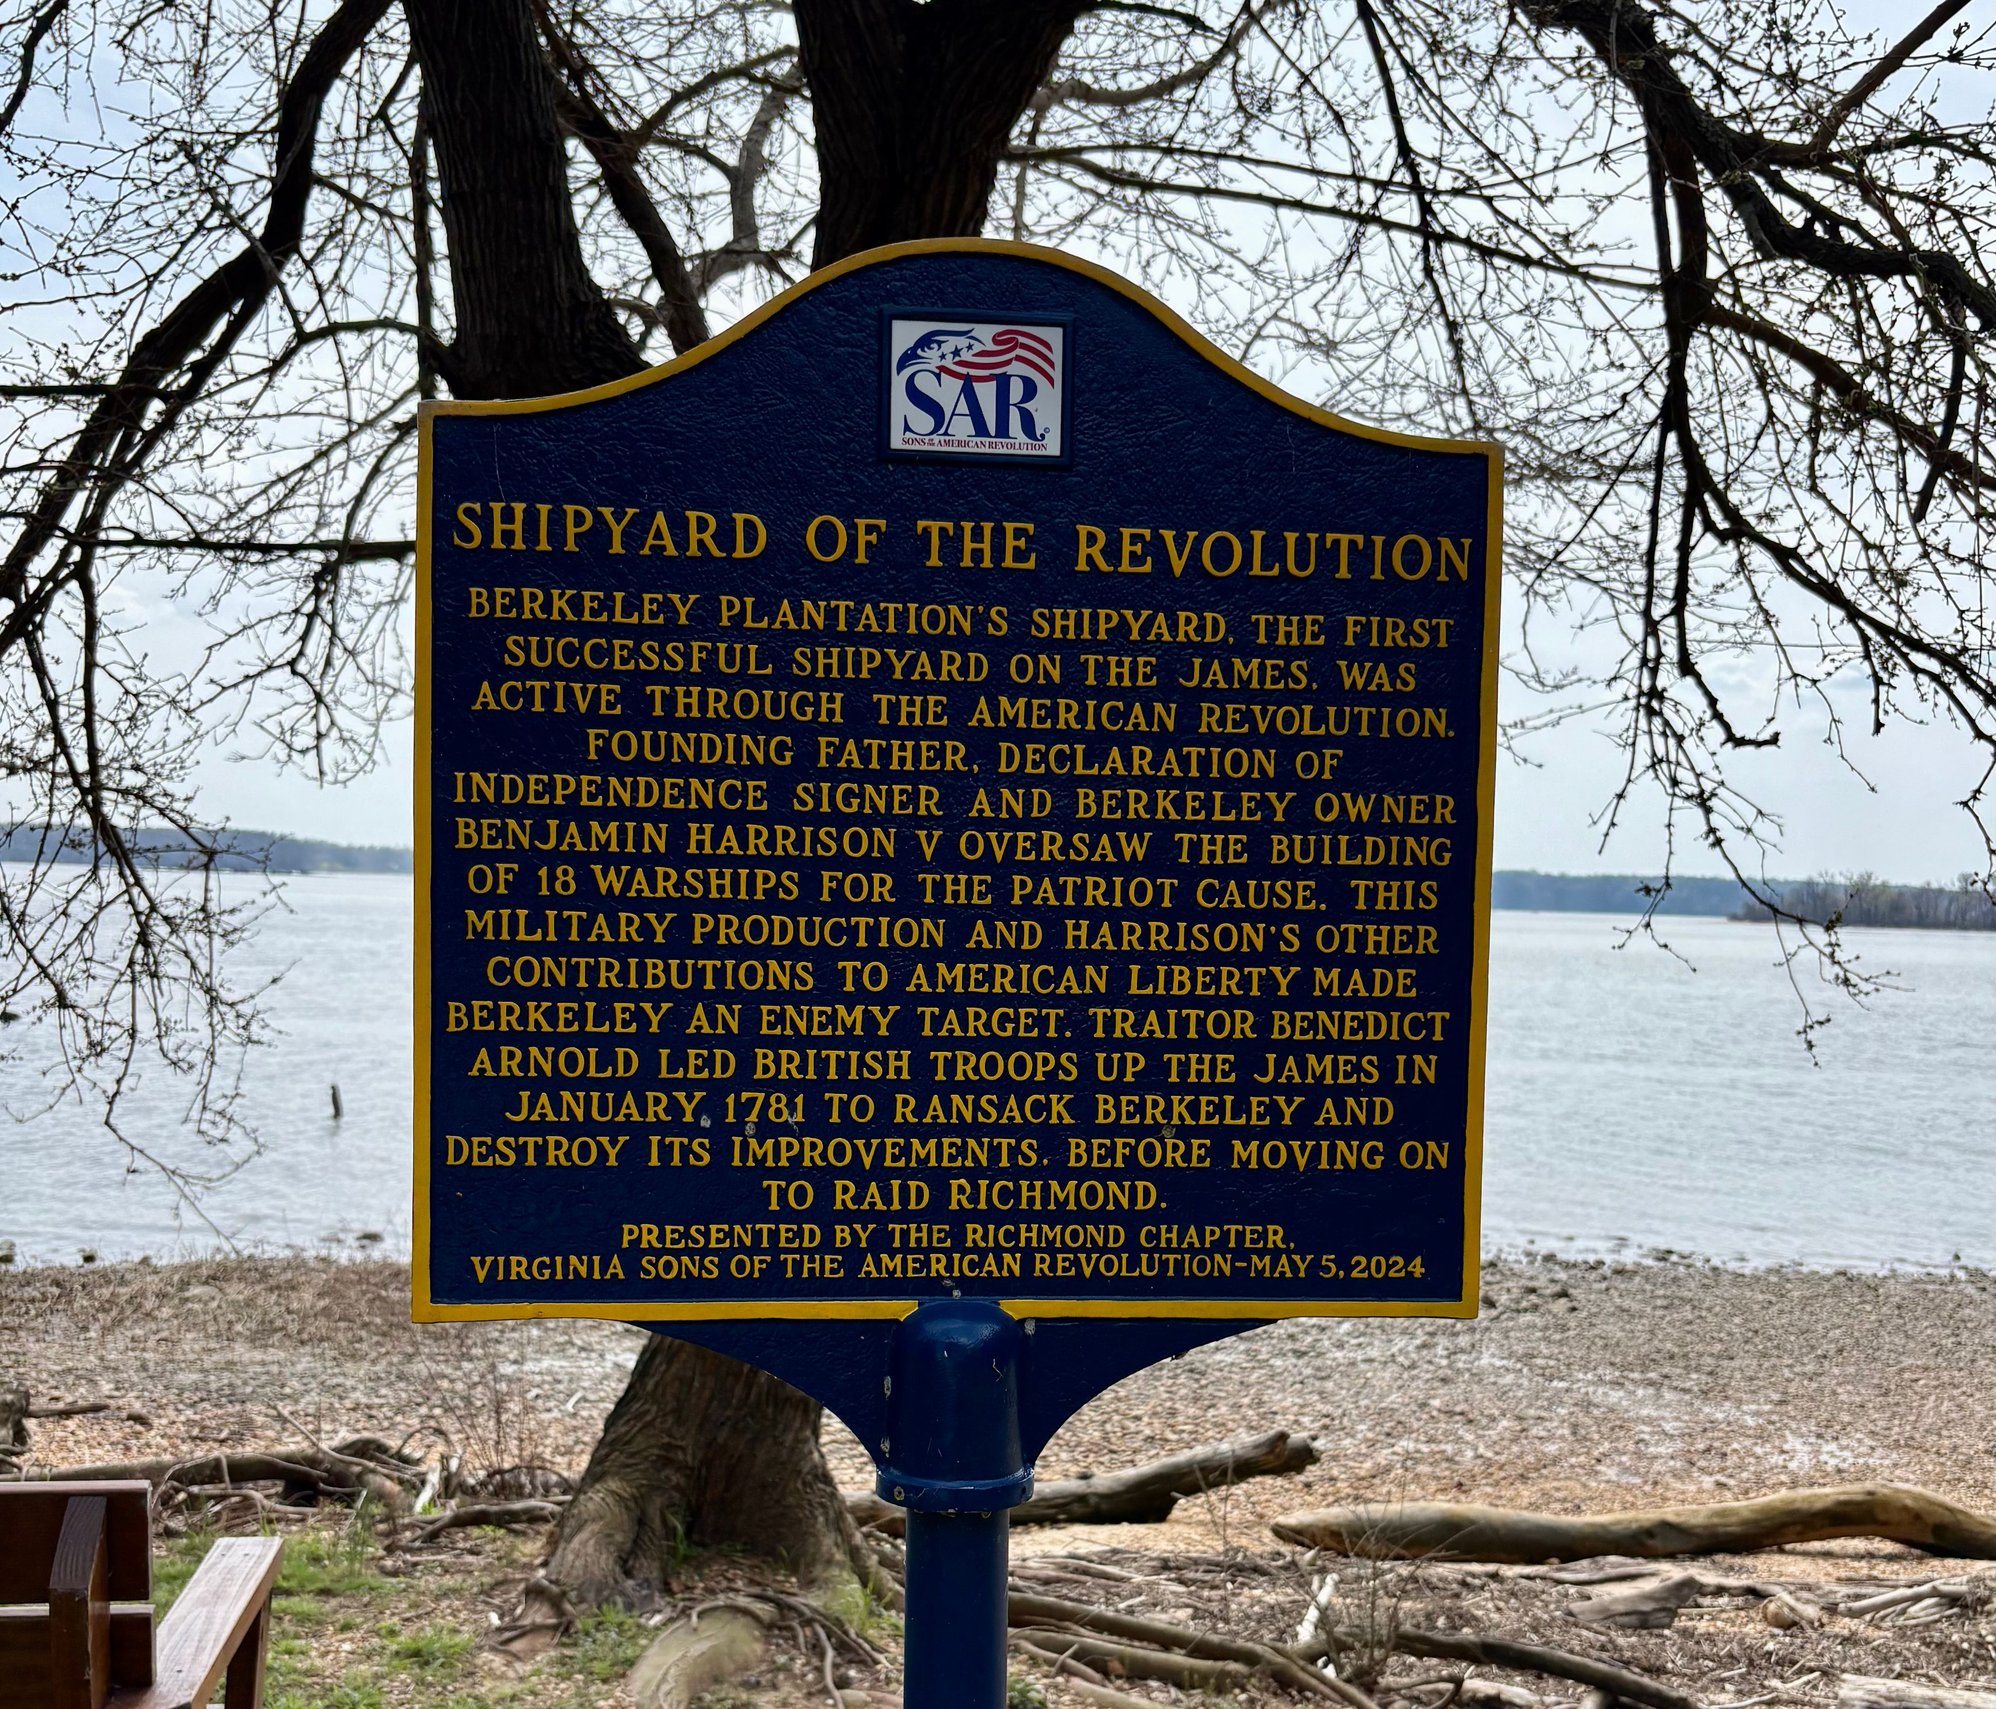 SAR
SONS OF THE AMERICAN REVOLUTION
SHIPYARD OF THE REVOLUTION
BERKELEY PLANTATION'S SHIPYARD, THE FIRST
SUCCESSFUL SHIPYARD ON THE JAMES, WAS
ACTIVE THROUGH THE AMERICAN REVOLUTION.
FOUNDING FATHER, DECLARATION OF
INDEPENDENCE SIGNER AND BERKELEY OWNER
BENJAMIN HARRISON V OVERSAW THE BUILDING
OF 18 WARSHIPS FOR THE PATRIOT CAUSE. THIS
MILITARY PRODUCTION AND HARRISON'S OTHER
CONTRIBUTIONS TO AMERICAN LIBERTY MADE
BERKELEY AN ENEMY TARGET. TRAITOR BENEDICT
ARNOLD LED BRITISH TROOPS UP THE JAMES IN
JANUARY 1781 TO RANSACK BERKELEY AND
DESTROY ITS IMPROVEMENTS, BEFORE MOVING ON
TO RAID RICHMOND.
PRESENTED BY THE RICHMOND CHAPTER,
VIRGINIA SONS OF THE AMERICAN REVOLUTION-MAY 5, 2024